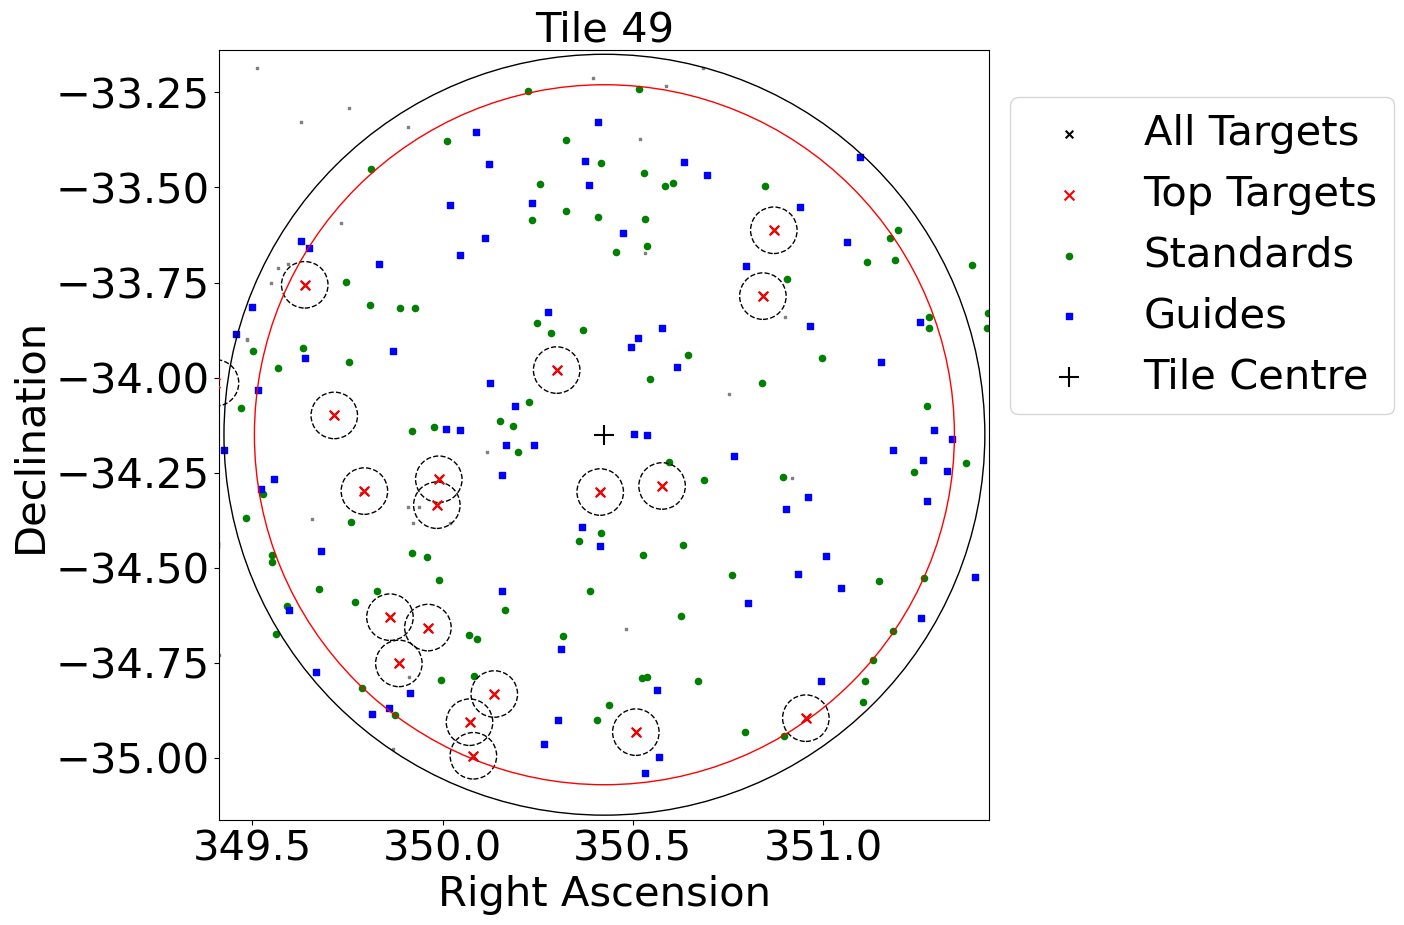 Tile 49
−33.25
−33.50
−33.75
−34.00
−34.25
−34.50
−34.75
−35.00
Declination
349.5
350.0
350.5
351.0
Right Ascension
All Targets
Top Targets
Standards
Guides
Tile Centre